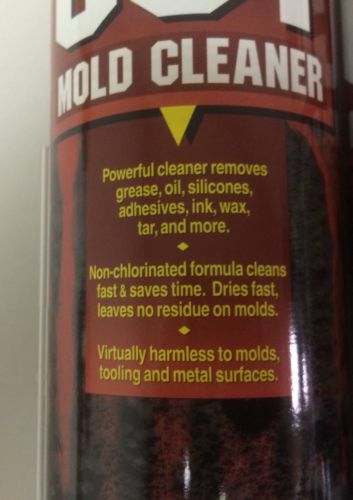 MOLD CLEANER
Powerful cleaner removes
grease, oil, silicones,
adhesives, ink, wax,
tar, and more.
Non-chlorinated formula cleans
fast & saves time. Dries fast,
leaves no residue on molds.
Virtually harmless to molds,
tooling and metal surfaces.